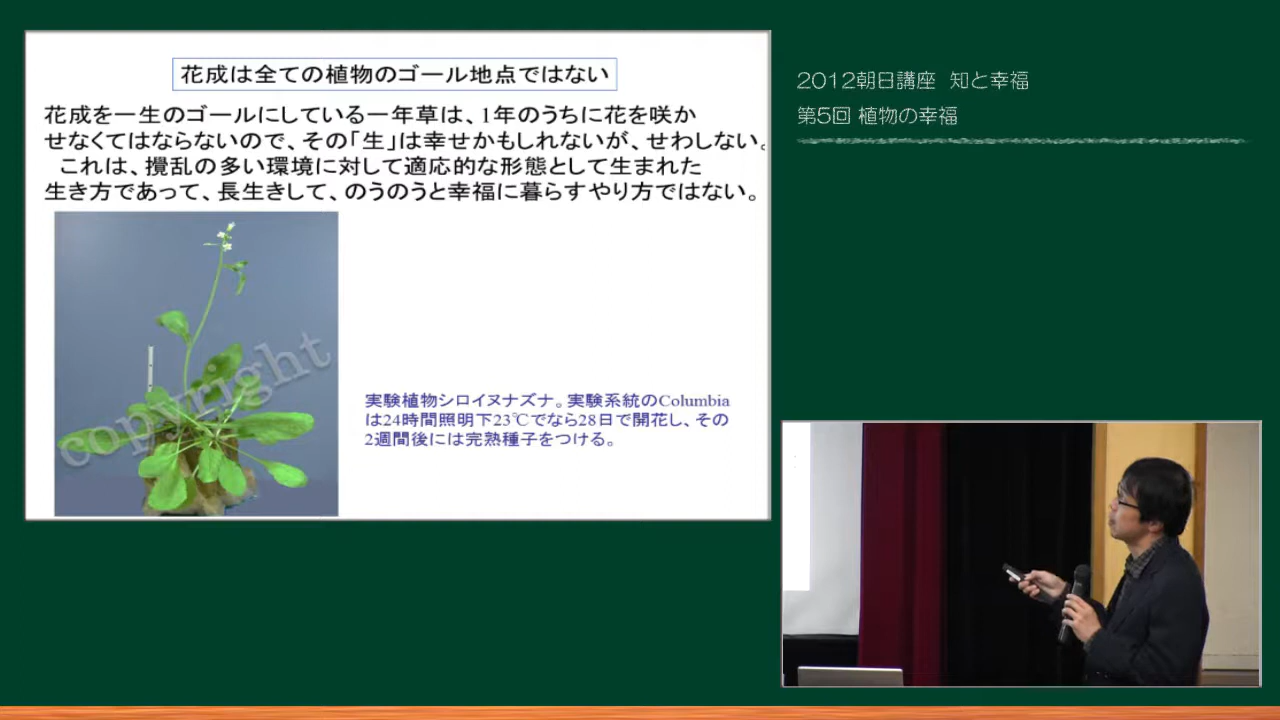 花成は全ての植物のゴール地点ではない
花成を一生のゴールにしている一年草は、1年のうちに花を咲か
せなくてはならないので、その「生」は幸せかもしれないが、せわしない。
これは、攪乱の多い環境に対して適応的な形態として生まれた
生き方であって、長生きして、のうのうと幸福に暮らすやり方ではない。
copyright
実験植物シロイヌナズナ。実験系統のColumbia
は24時間照明下23℃でなら28日で開花し、その
2週間後には完熟種子をつける。
2012朝日講座 知と幸福
第5回 植物の幸福